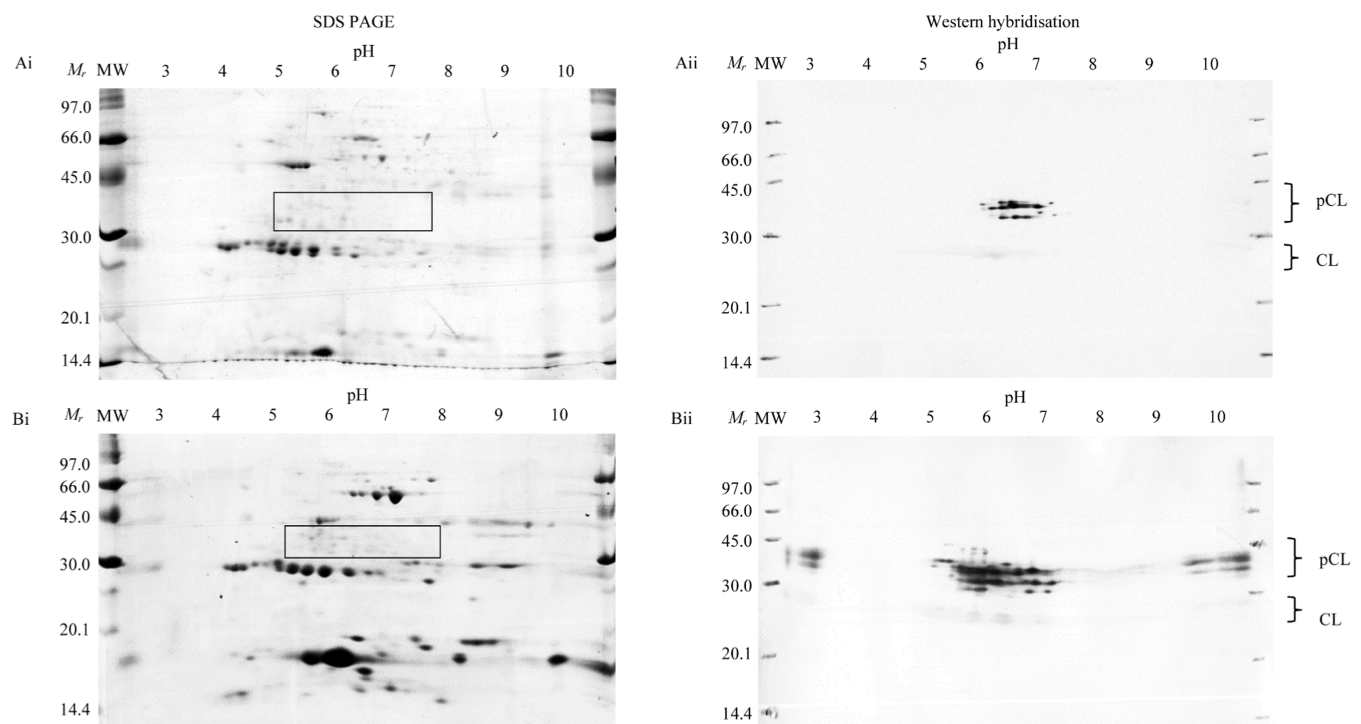 SDS PAGE
Western hybridisation
Ai
pH
Mr MW 3 4 5 6 7 8 9 10
97.0
66.0
45.0
30.0
20.1
14.4
Aii
pH
Mr MW 3 4 5 6 7 8 9 10
97.0
66.0
45.0
30.0
20.1
14.4
pCL
CL
Bi
pH
Mr MW 3 4 5 6 7 8 9 10
97.0
66.0
45.0
30.0
20.1
14.4
Bii
pH
Mr MW 3 4 5 6 7 8 9 10
97.0
66.0
45.0
30.0
20.1
14.4
pCL
CL